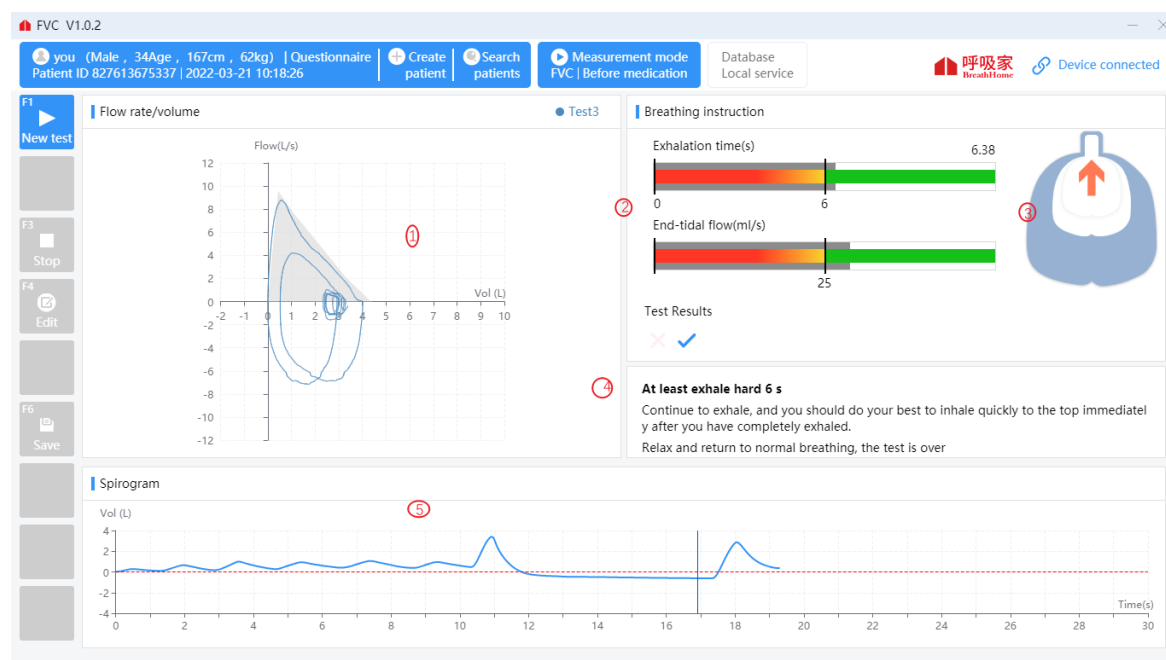 FVC V1.0.2
you (Male , 34Age , 167cm , 62kg) | Questionnaire
Patient ID 827613675337 | 2022-03-21 10:18:26
Create
patient
Search
patients
Measurement mode
FVC | Before medication
Database
Local service
呼吸家
BreathHome
Device connected
F1
New test
F3
Stop
F4
Edit
F6
Save
Flow rate/volume
Test3
Flow(L/s)
12
10
8
6
4
2
0
-2
-4
-6
-8
-10
-12
Vol (L)
-2 -1 0 1 2 3 4 5 6 7 8 9 10
1
Breathing instruction
Exhalation time(s)
6.38
0 6
2
End-tidal flow(ml/s)
25
3
Test Results
4
At least exhale hard 6 s
Continue to exhale, and you should do your best to inhale quickly to the top immediatel
y after you have completely exhaled.
Relax and return to normal breathing, the test is over
Spirogram
5
Vol (L)
4
2
0
-2
-4
Time(s)
0 2 4 6 8 10 12 14 16 18 20 22 24 26 28 30